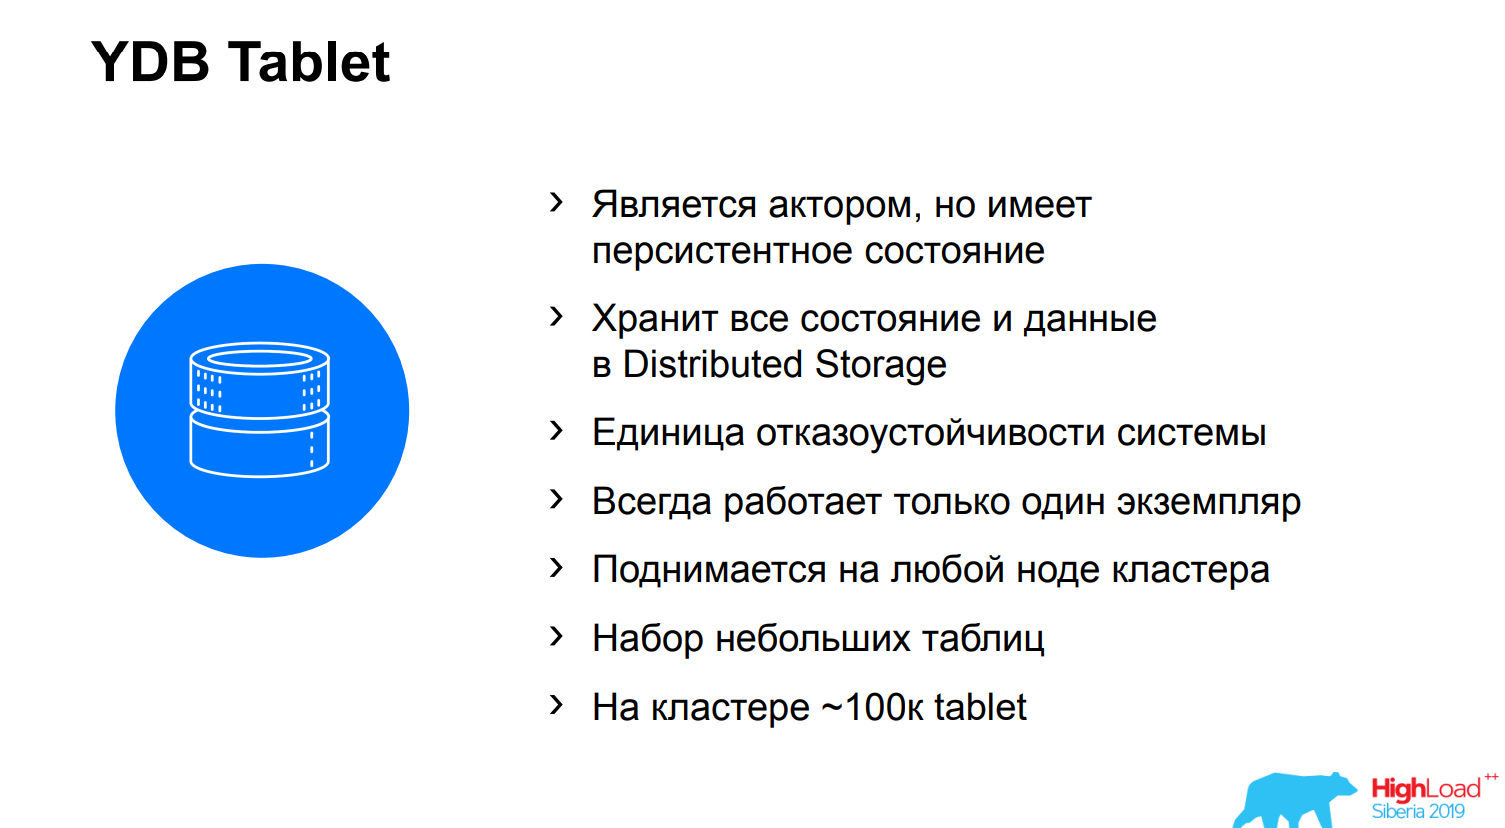 YDB Tablet
› Является актором, но имеет
персистентное состояние
› Хранит все состояние и данные
в Distributed Storage
› Единица отказоустойчивости системы
› Всегда работает только один экземпляр
› Поднимается на любой ноде кластера
› Набор небольших таблиц
› На кластере ~100к tablet
HighLoad++
Siberia 2019